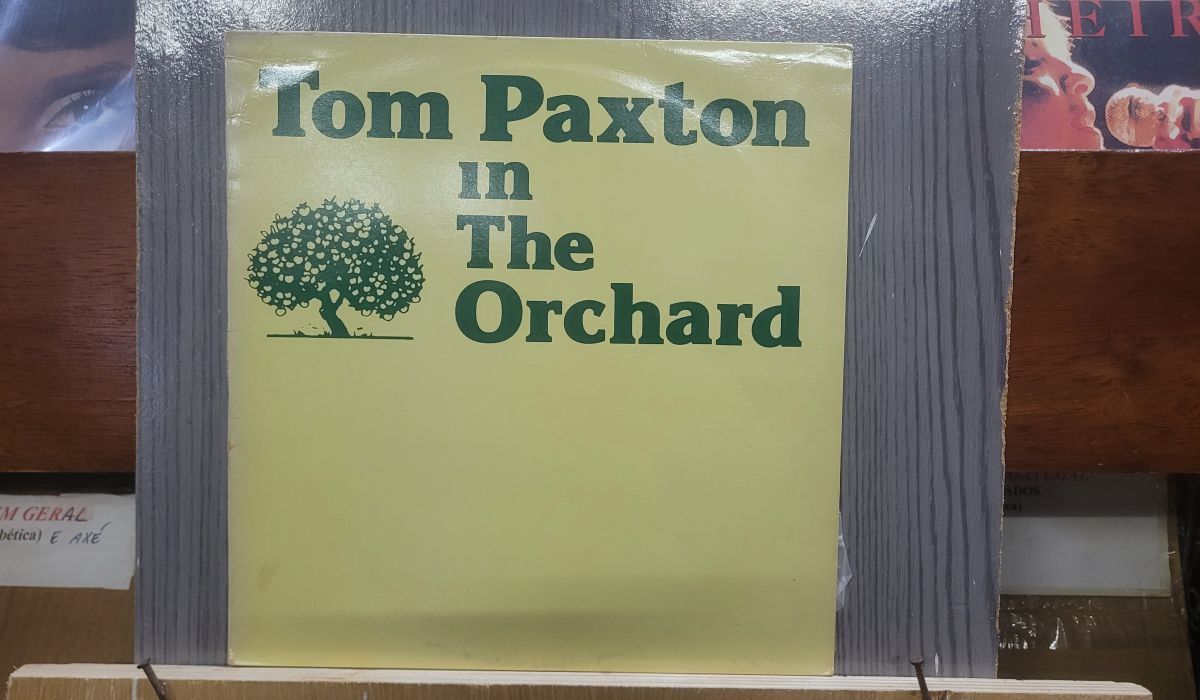 Tom Paxton
in
The
Orchard
GERAL
E AXÉ